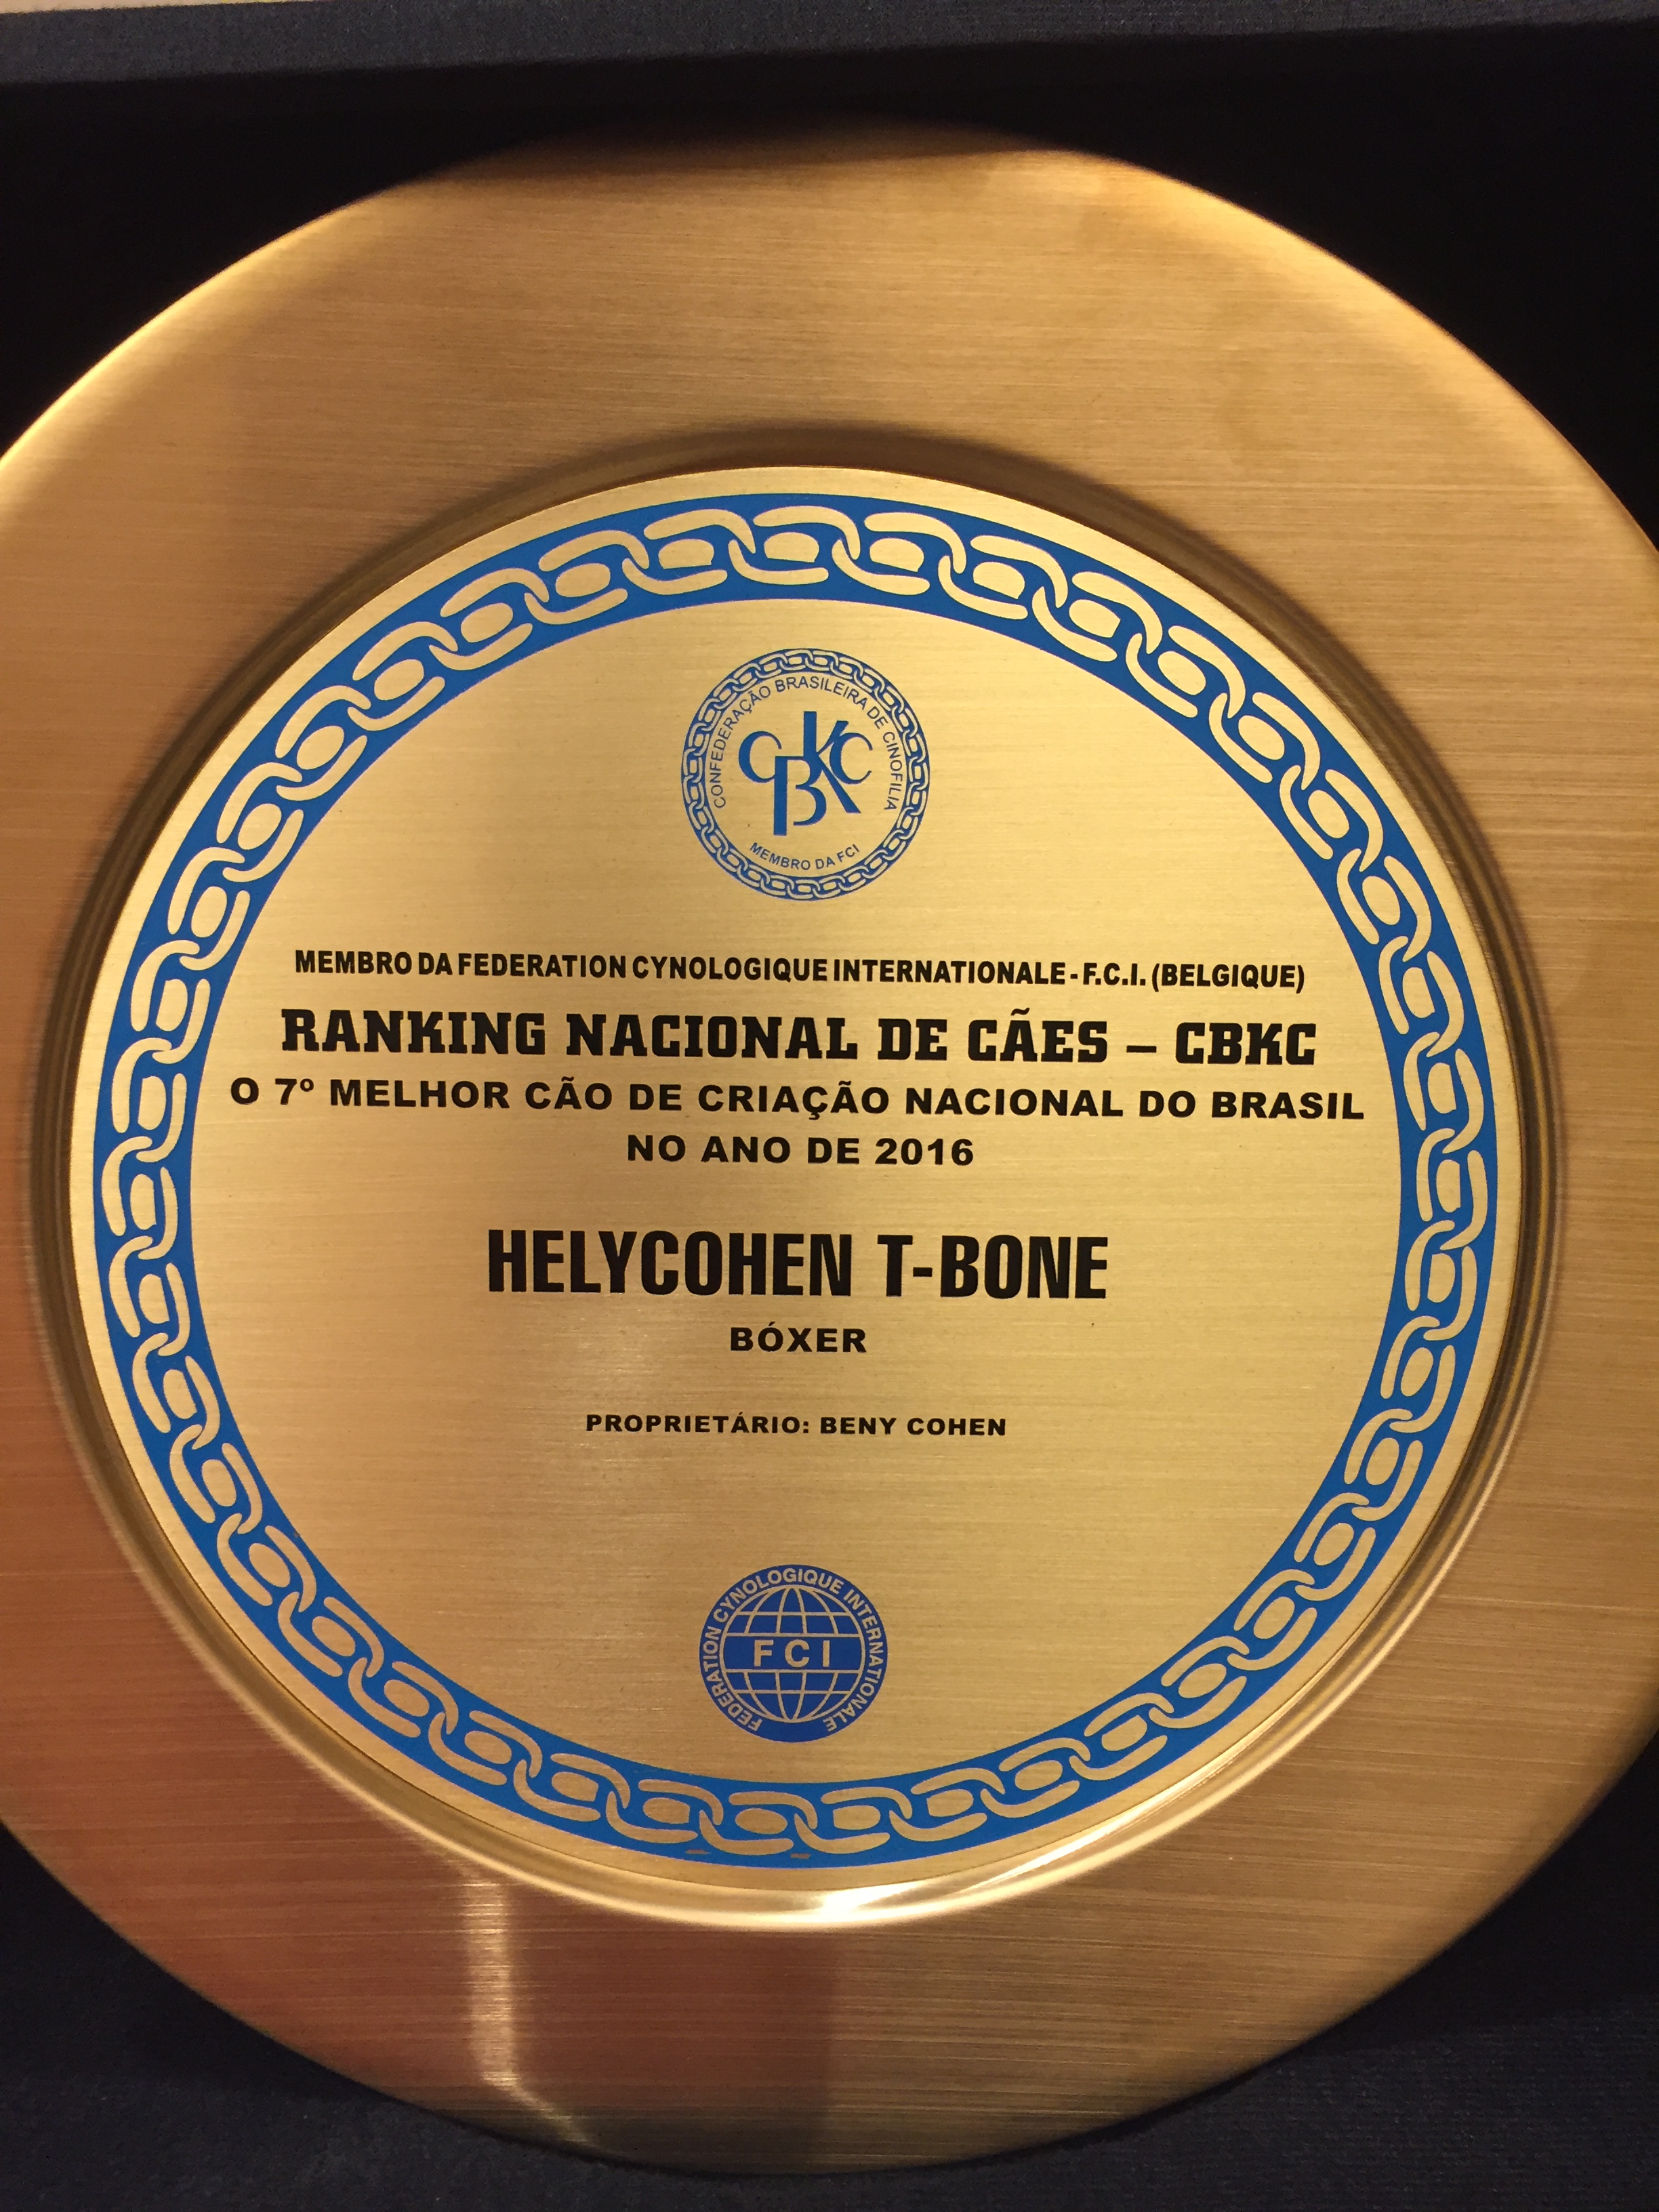 CONFEDERAÇÃO BRASILEIRA DE CINOFILIA
CBKC
MEMBRO DA FCI
MEMBRO DA FEDERATION CYNOLOGIQUE INTERNATIONALE - F.C.I. (BELGIQUE)
RANKING NACIONAL DE CÃES – CBKC
O 7º MELHOR CÃO DE CRIAÇÃO NACIONAL DO BRASIL
NO ANO DE 2016
HELYCOHEN T-BONE
BÓXER
PROPRIETÁRIO: BENY COHEN
FEDERATION CYNOLOGIQUE INTERNATIONALE
FCI